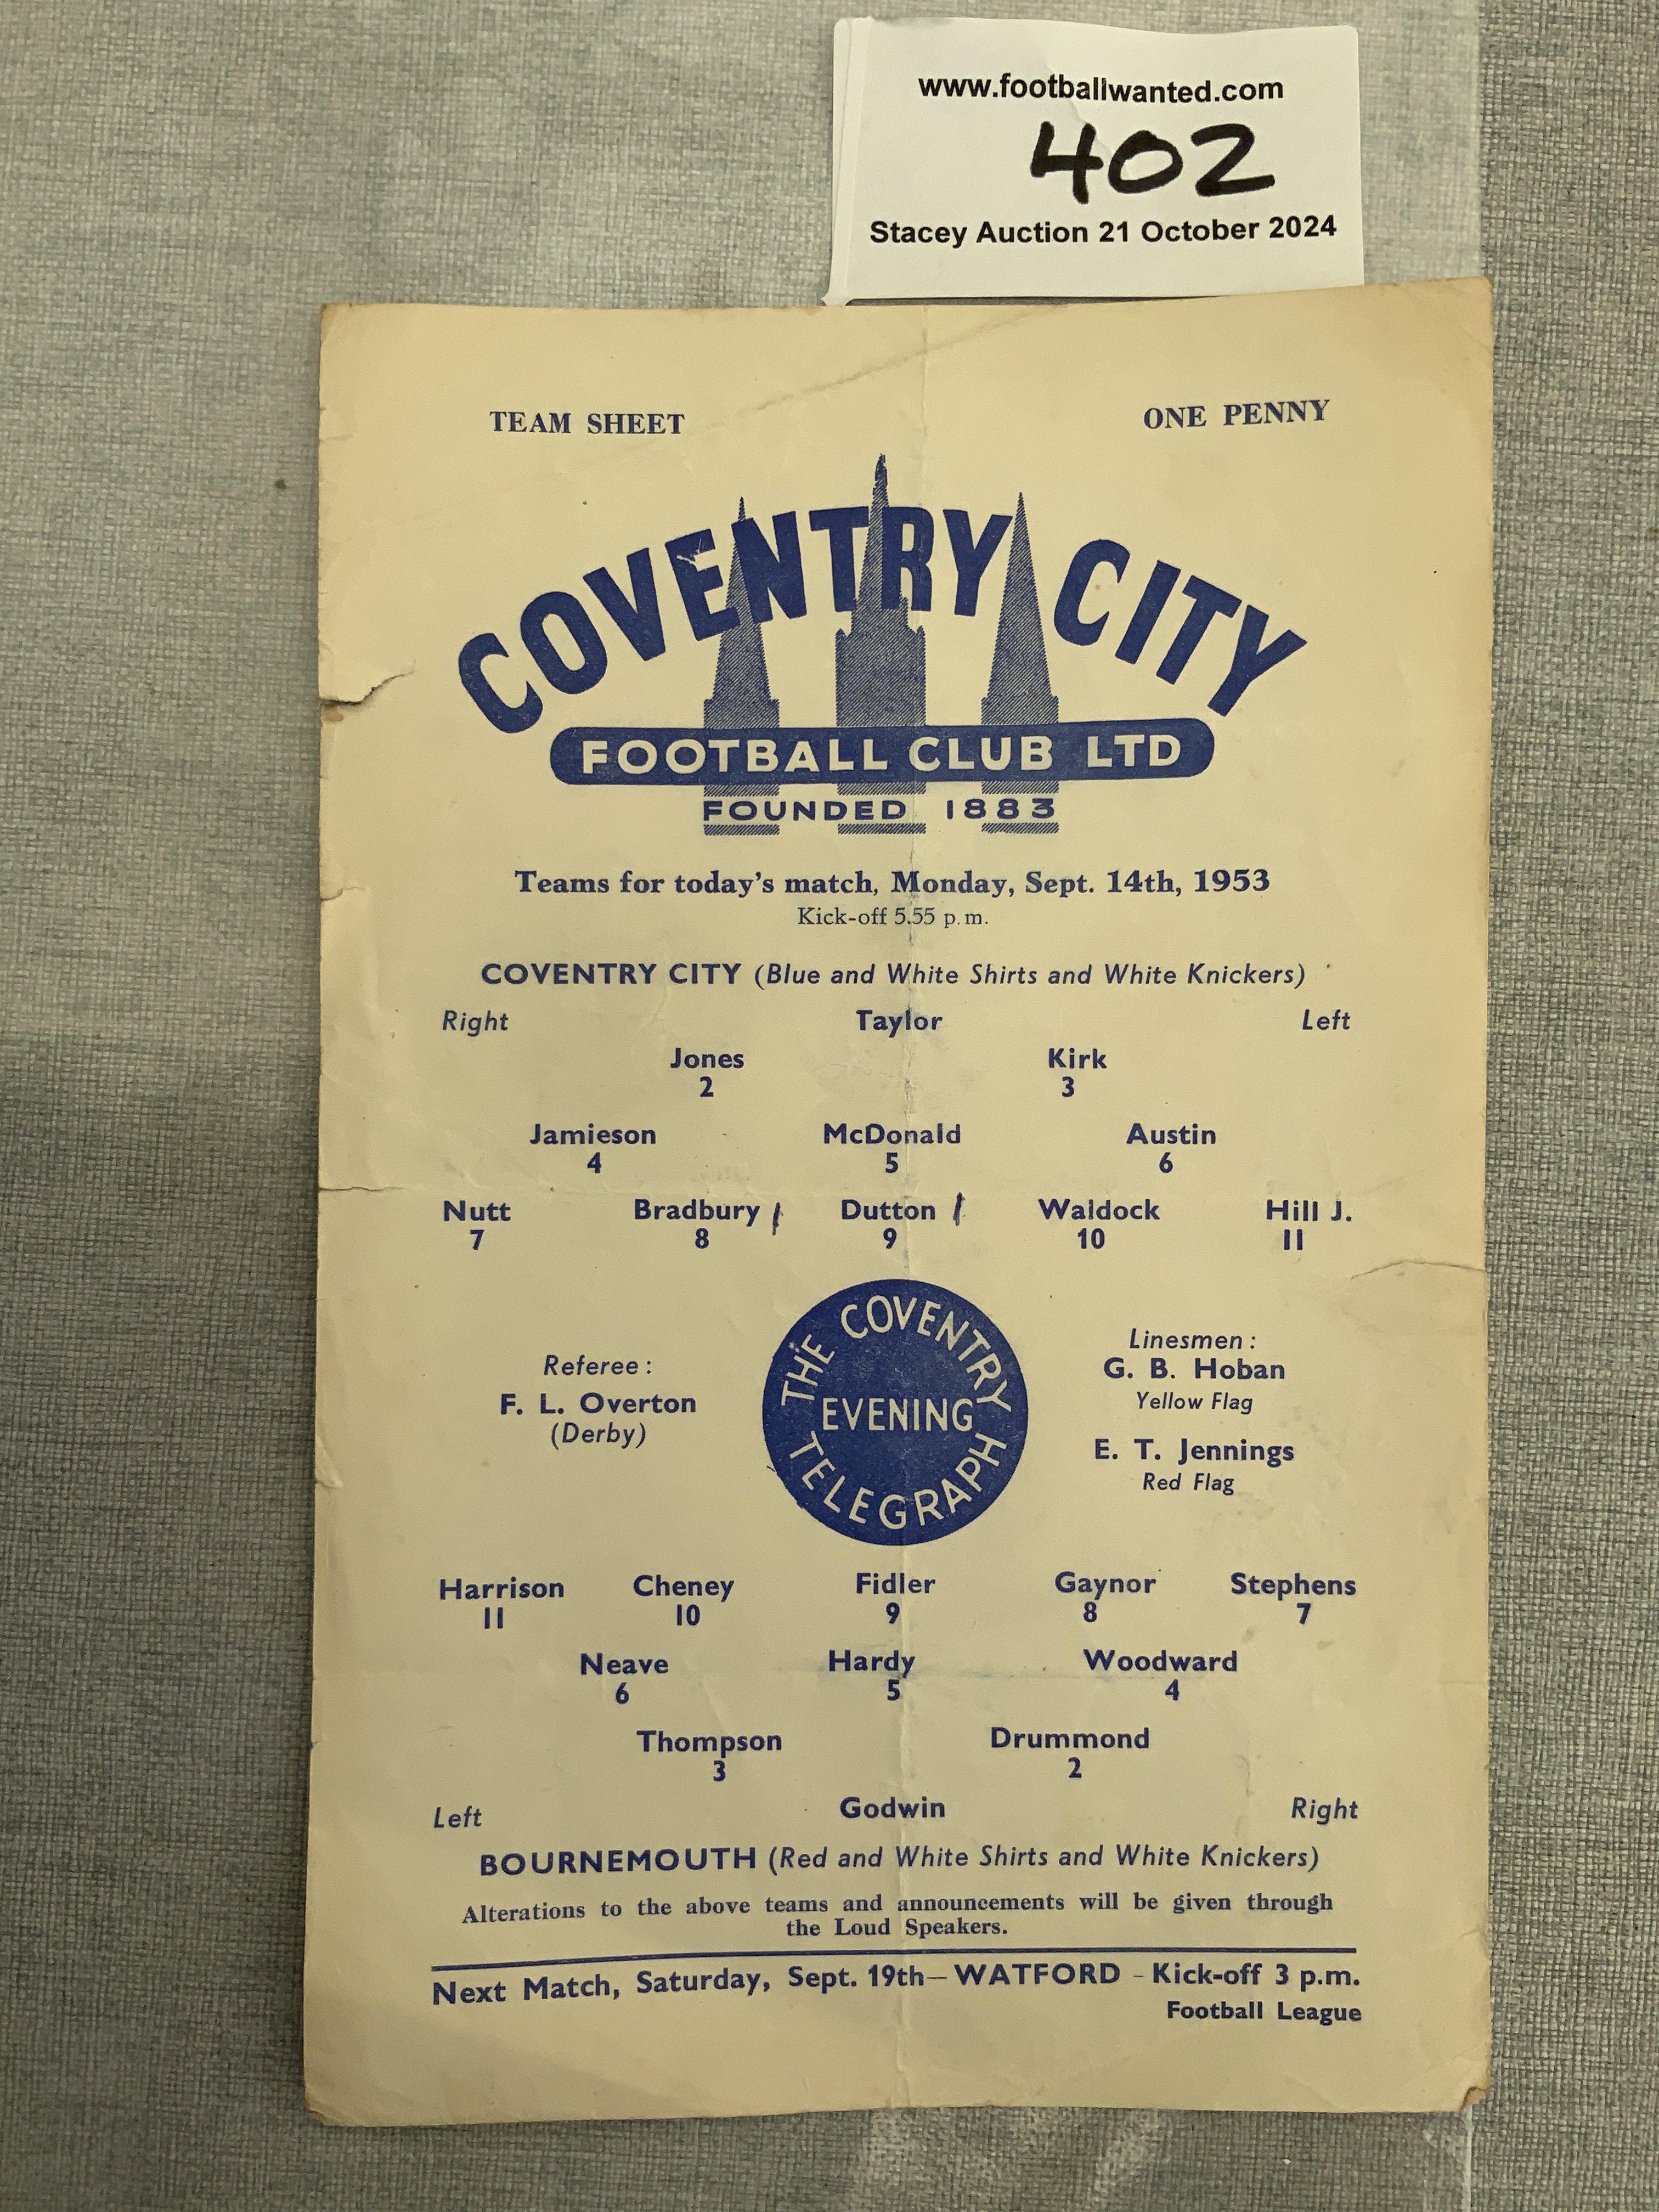 www.footballwanted.com
402
Stacey Auction 21 October 2024
TEAM SHEET ONE PENNY
COVENTRY CITY
FOOTBALL CLUB LTD
FOUNDED 1883
Teams for today's match, Monday, Sept. 14th, 1953
Kick-off 5.55 p.m.
COVENTRY CITY (Blue and White Shirts and White Knickers)
Right Taylor Left
Jones Kirk
2 3
Jamieson McDonald Austin
4 5 6
Nutt Bradbury / Dutton / Waldock Hill J.
7 8 9 10 11
Referee:
F. L. Overton
(Derby)
THE COVENTRY
EVENING
TELEGRAPH
Linesmen:
G. B. Hoban
Yellow Flag
E. T. Jennings
Red Flag
Harrison Cheney Fidler Gaynor Stephens
11 10 9 8 7
Neave Hardy Woodward
6 5 4
Thompson Drummond
3 2
Left Godwin Right
BOURNEMOUTH (Red and White Shirts and White Knickers)
Alterations to the above teams and announcements will be given through
the Loud Speakers.
Next Match, Saturday, Sept. 19th—WATFORD - Kick-off 3 p.m.
Football League